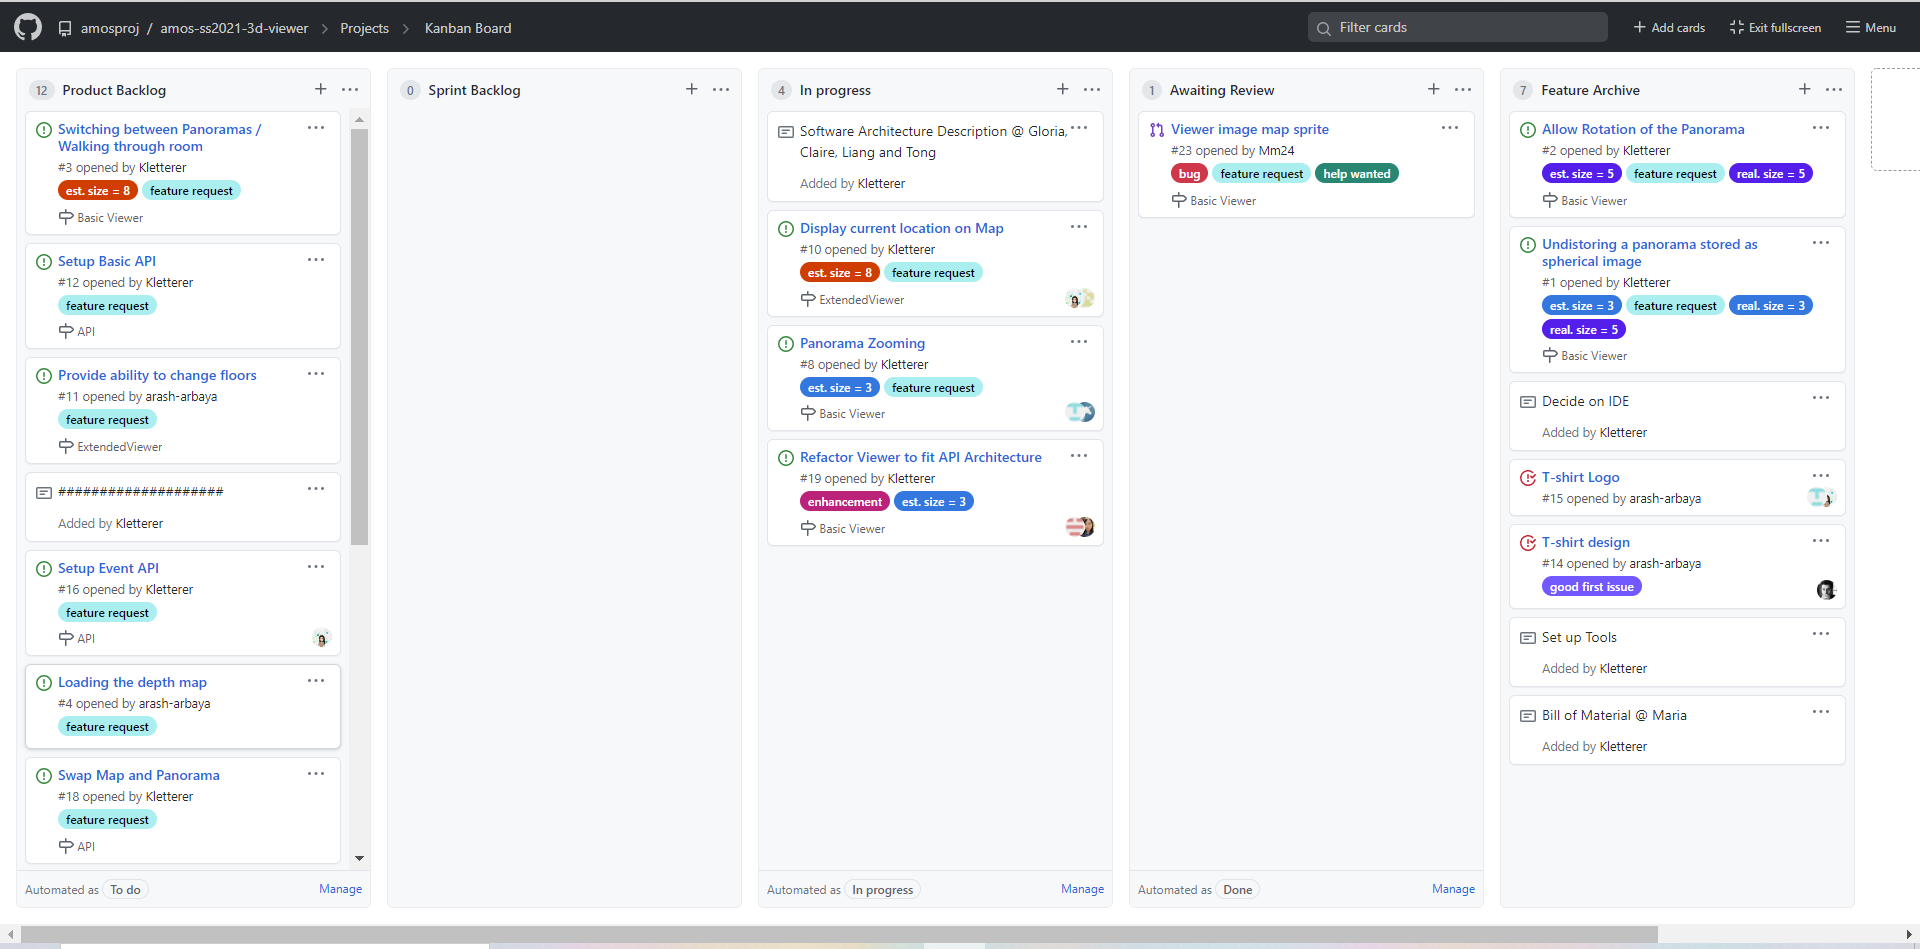 amosproj / amos-ss2021-3d-viewer > Projects > Kanban Board
Filter cards
+ Add cards
Exit fullscreen
Menu
12 Product Backlog
Switching between Panoramas /
Walking through room
#3 opened by Kletterer
est. size = 8 feature request
Basic Viewer
Setup Basic API
#12 opened by Kletterer
feature request
API
Provide ability to change floors
#11 opened by arash-arbaya
feature request
ExtendedViewer
####################
Added by Kletterer
Setup Event API
#16 opened by Kletterer
feature request
API
Loading the depth map
#4 opened by arash-arbaya
feature request
Swap Map and Panorama
#18 opened by Kletterer
feature request
API
Automated as To do Manage
0 Sprint Backlog
4 In progress
Software Architecture Description @ Gloria,
Claire, Liang and Tong
Added by Kletterer
Display current location on Map
#10 opened by Kletterer
est. size = 8 feature request
ExtendedViewer
Panorama Zooming
#8 opened by Kletterer
est. size = 3 feature request
Basic Viewer
Refactor Viewer to fit API Architecture
#19 opened by Kletterer
enhancement est. size = 3
Basic Viewer
Automated as In progress Manage
1 Awaiting Review
Viewer image map sprite
#23 opened by Mm24
bug feature request help wanted
Basic Viewer
Automated as Done Manage
7 Feature Archive
Allow Rotation of the Panorama
#2 opened by Kletterer
est. size = 5 feature request real. size = 5
Basic Viewer
Undistoring a panorama stored as
spherical image
#1 opened by Kletterer
est. size = 3 feature request real. size = 3
real. size = 5
Basic Viewer
Decide on IDE
Added by Kletterer
T-shirt Logo
#15 opened by arash-arbaya
T-shirt design
#14 opened by arash-arbaya
good first issue
Set up Tools
Added by Kletterer
Bill of Material @ Maria
Added by Kletterer